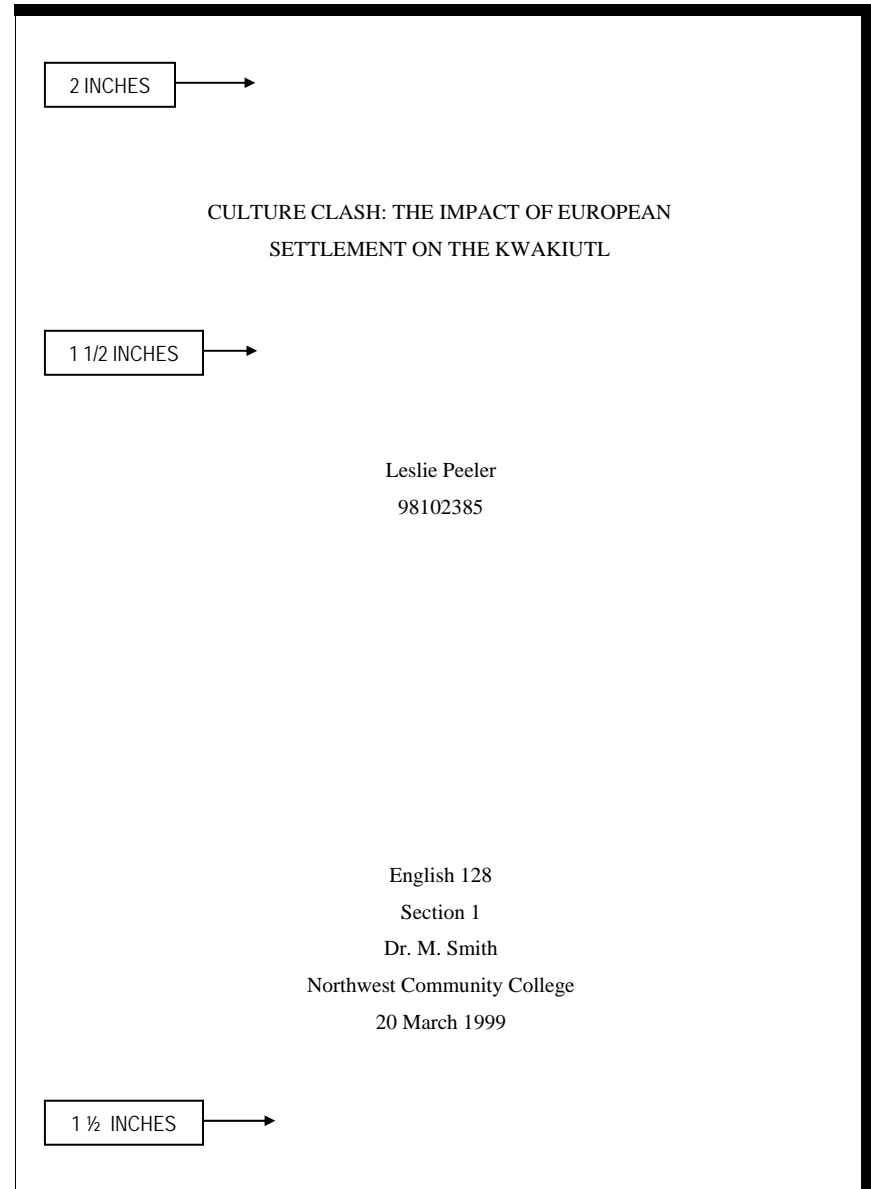 2 INCHES
CULTURE CLASH: THE IMPACT OF EUROPEAN
SETTLEMENT ON THE KWAKIUTL
1 1/2 INCHES
Leslie Peeler
98102385
English 128
Section 1
Dr. M. Smith
Northwest Community College
20 March 1999
1 ½ INCHES